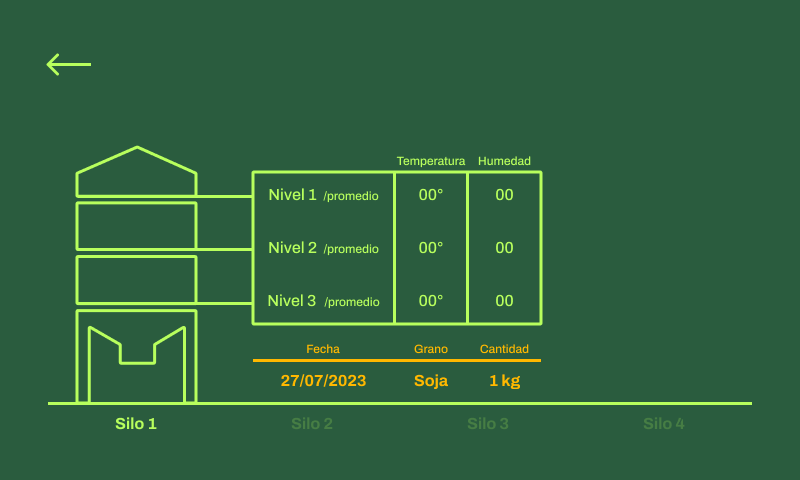 Temperatura Humedad
Nivel 1 /promedio 00° 00
Nivel 2 /promedio 00° 00
Nivel 3 /promedio 00° 00
Fecha Grano Cantidad
27/07/2023 Soja 1 kg
Silo 1 Silo 2 Silo 3 Silo 4